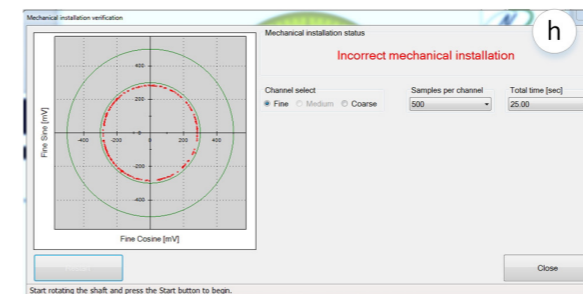 Mechanical installation verification
Mechanical installation status
h
Incorrect mechanical installation
Channel select
Samples per channel
Total time [sec]
Fine
Medium
Coarse
500
25.00
400
200
-400
-200
200
400
-200
-400
Fine Sine [mV]
Fine Cosine [mV]
Close
Start rotating the shaft and press the Start button to begin.